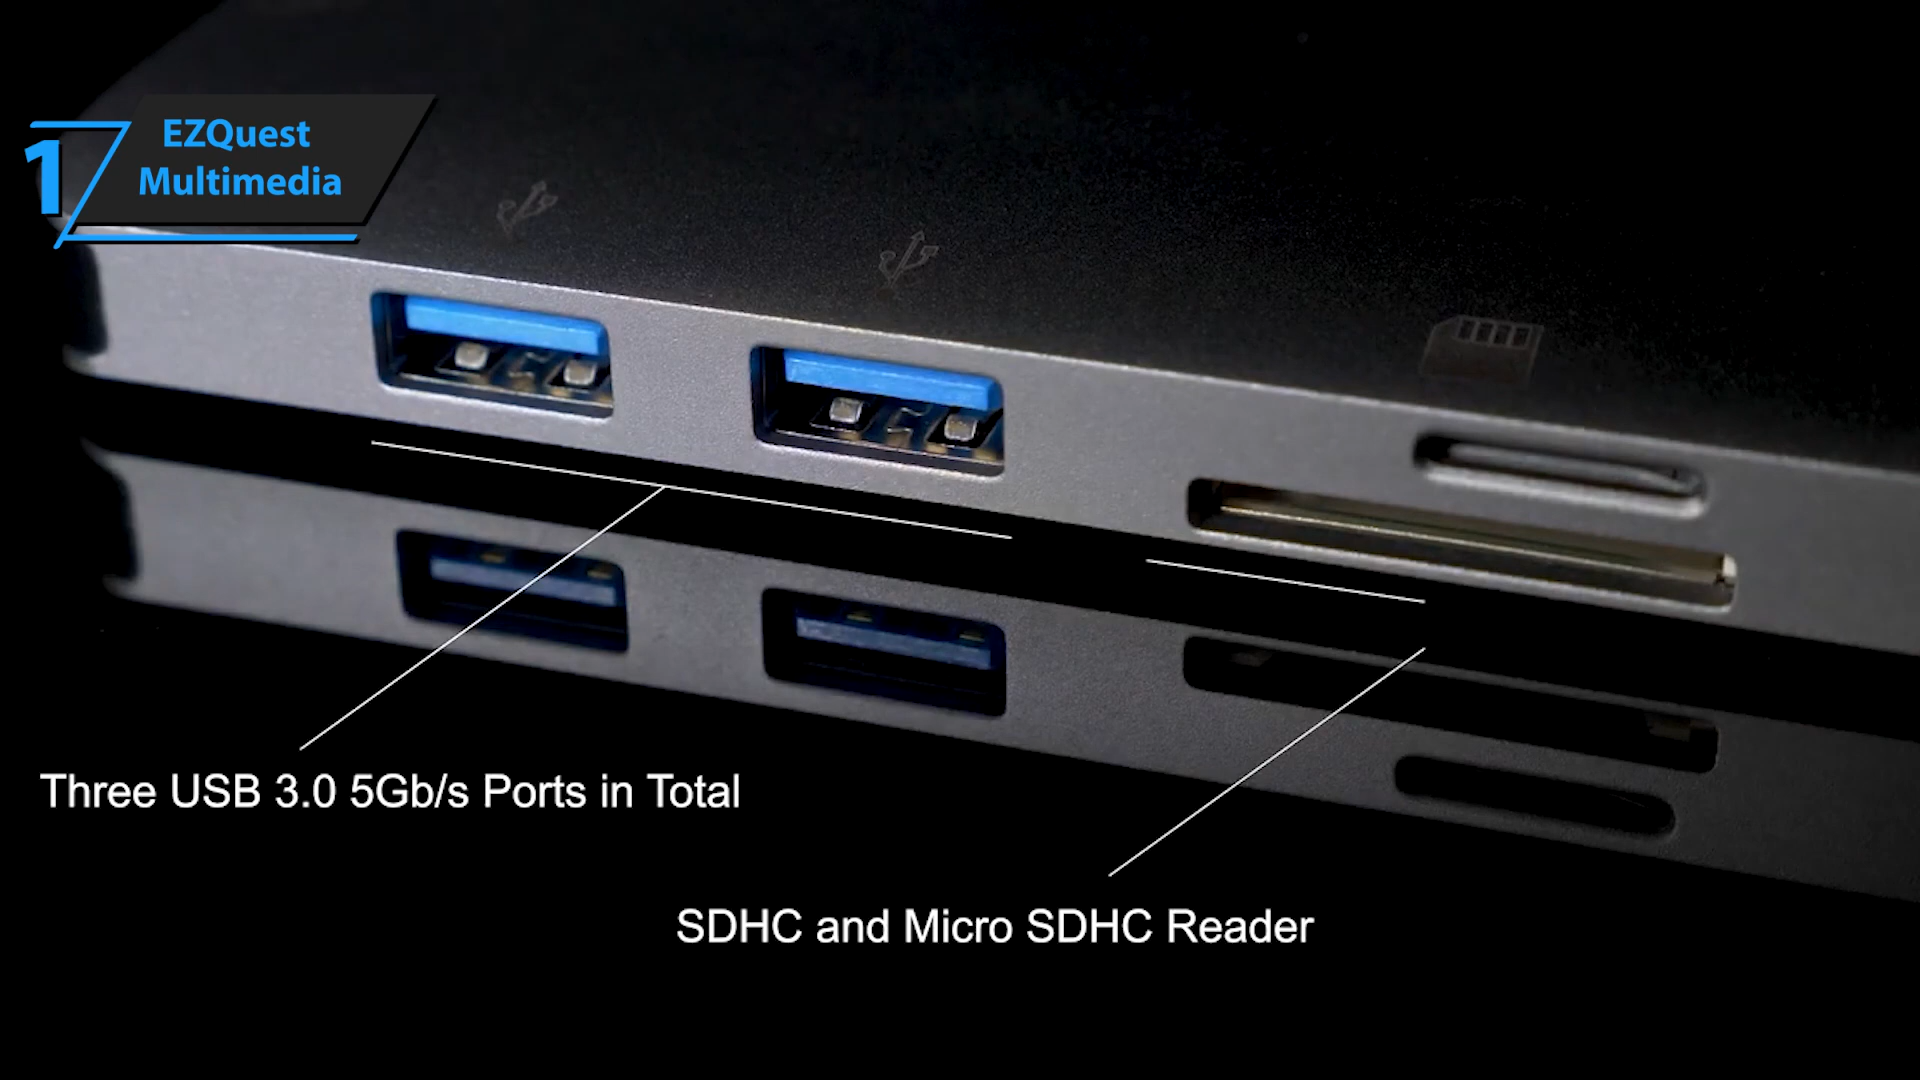 1
EZQuest
Multimedia
Three USB 3.0 5Gb/s Ports in Total
SDHC and Micro SDHC Reader